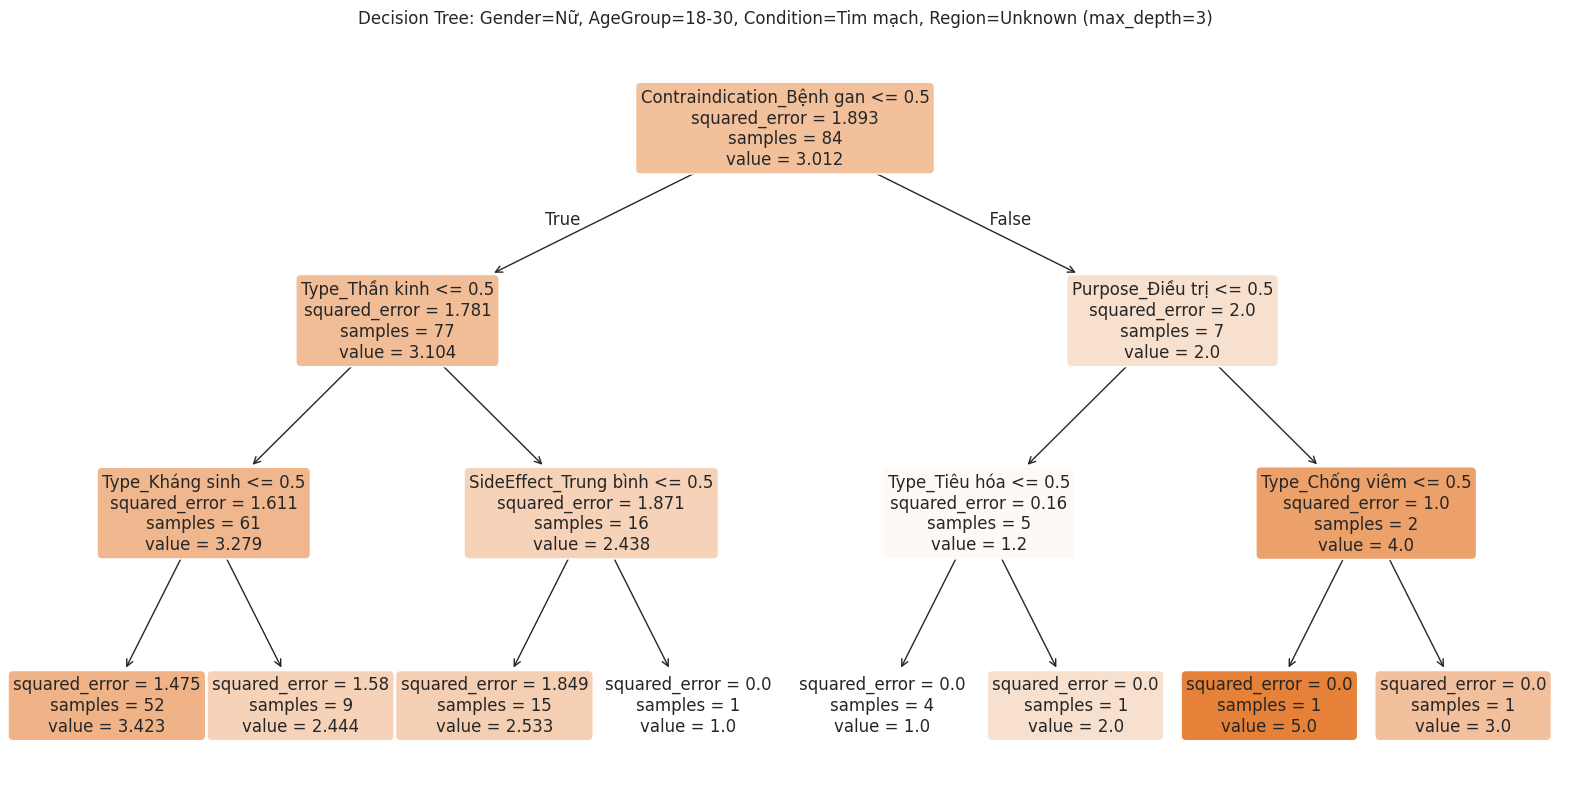 Decision Tree: Gender=Nữ, AgeGroup=18-30, Condition=Tim mạch, Region=Unknown (max_depth=3)
Contraindication_Bệnh gan <= 0.5
squared_error = 1.893
samples = 84
value = 3.012
True
False
Type_Thần kinh <= 0.5
squared_error = 1.781
samples = 77
value = 3.104
Purpose_Điều trị <= 0.5
squared_error = 2.0
samples = 7
value = 2.0
Type_Kháng sinh <= 0.5
squared_error = 1.611
samples = 61
value = 3.279
SideEffect_Trung bình <= 0.5
squared_error = 1.871
samples = 16
value = 2.438
Type_Tiêu hóa <= 0.5
squared_error = 0.16
samples = 5
value = 1.2
Type_Chống viêm <= 0.5
squared_error = 1.0
samples = 2
value = 4.0
squared_error = 1.475
samples = 52
value = 3.423
squared_error = 1.58
samples = 9
value = 2.444
squared_error = 1.849
samples = 15
value = 2.533
squared_error = 0.0
samples = 1
value = 1.0
squared_error = 0.0
samples = 4
value = 1.0
squared_error = 0.0
samples = 1
value = 2.0
squared_error = 0.0
samples = 1
value = 5.0
squared_error = 0.0
samples = 1
value = 3.0